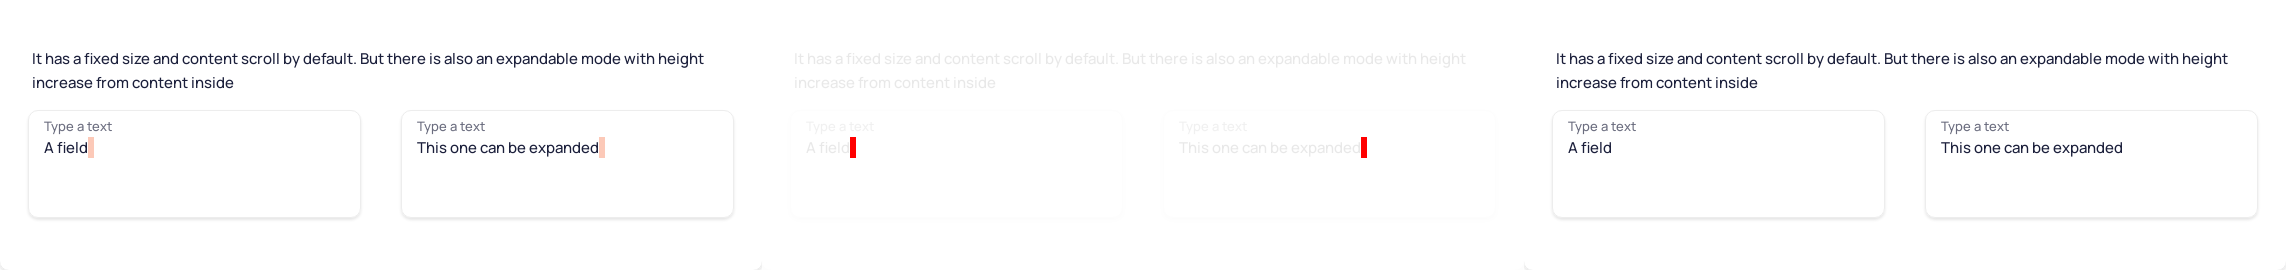 It has a fixed size and content scroll by default. But there is also an expandable mode with height
increase from content inside
Type a text
A field
Type a text
This one can be expanded
It has a fixed size and content scroll by default. But there is also an expandable mode with height
increase from content inside
Type a text
A field
Type a text
This one can be expanded
It has a fixed size and content scroll by default. But there is also an expandable mode with height
increase from content inside
Type a text
A field
Type a text
This one can be expanded